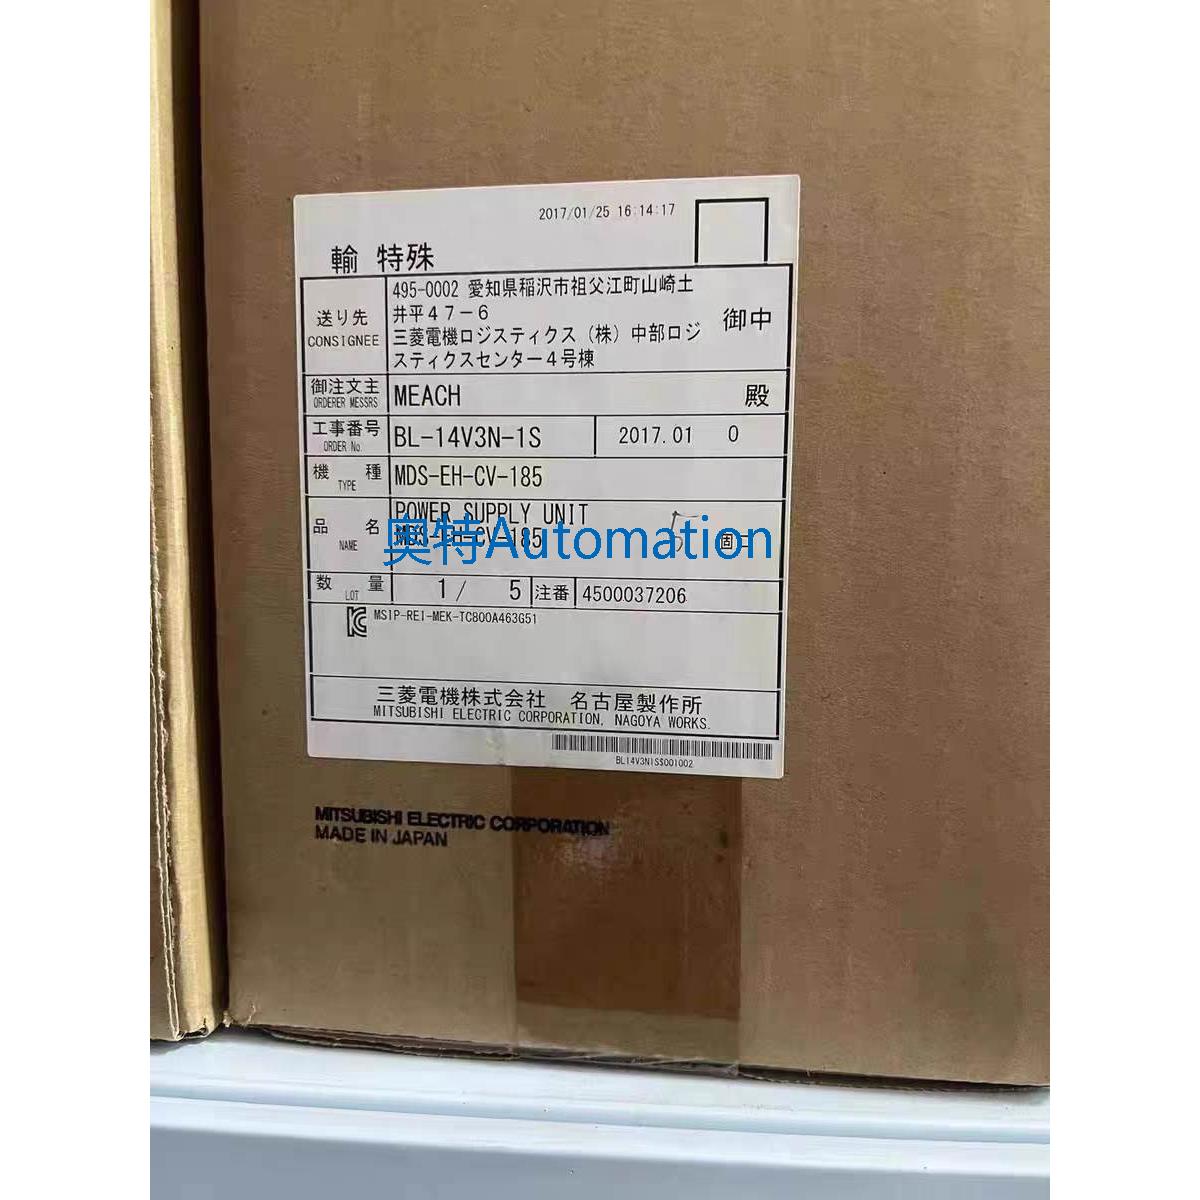 2017/01/25 16:14:17
輸 特殊
送り先
CONSIGNEE
495-0002 愛知県稲沢市祖父江町山崎土
井平47-6
三菱電機ロジスティクス(株)中部ロジ
スティクスセンター4号棟
御中
御注文主
ORDERER MESSRS
MEACH
殿
工事番号
ORDER No.
BL-14V3N-1S
2017.01 0
機 種
TYPE
MDS-EH-CV-185
品 名
NAME
POWER SUPPLY UNIT
MDS-EH-CV-185
5 個口
奥特Automation
数 量
LOT
1/ 5
注番
4500037206
MSIP-REI-MEK-TC800A463G51
三菱電機株式会社 名古屋製作所
MITSUBISHI ELECTRIC CORPORATION, NAGOYA WORKS.
BL14V3N1S$001002
MITSUBISHI ELECTRIC CORPORATION
MADE IN JAPAN